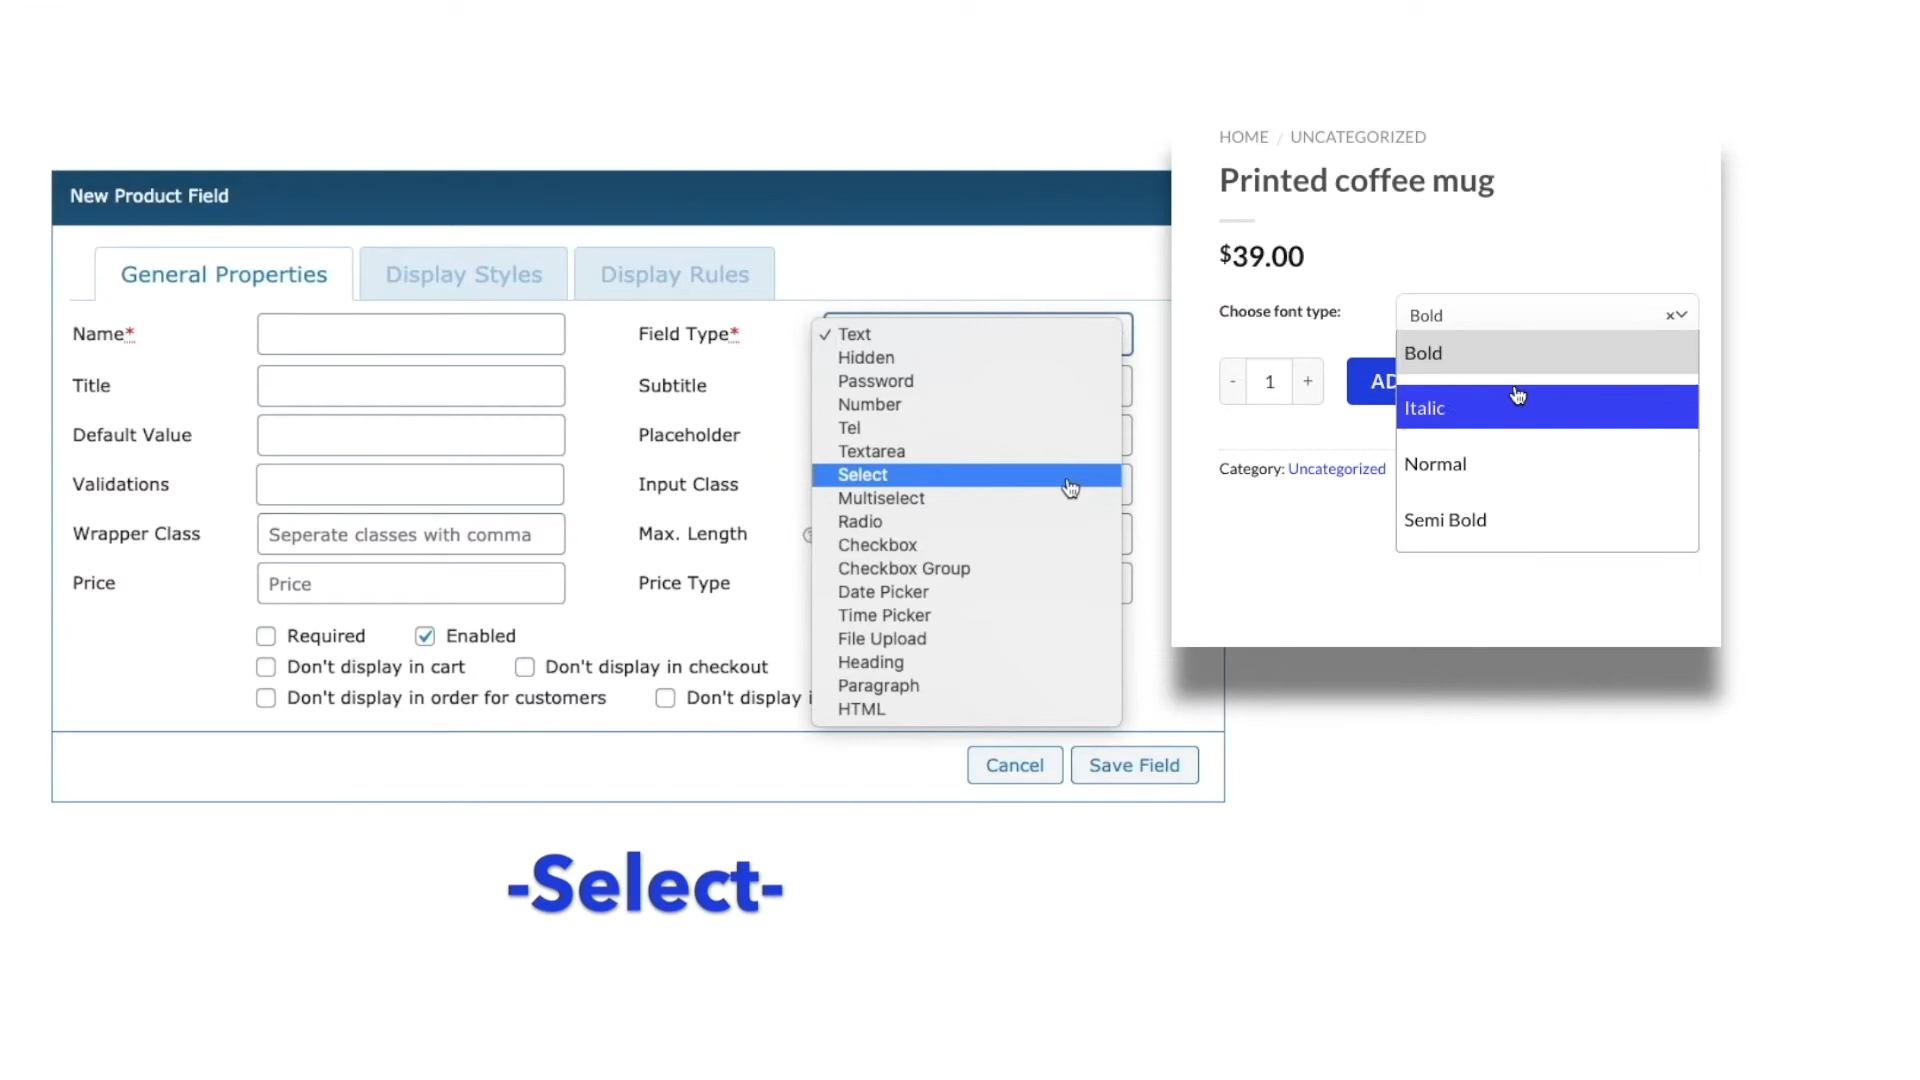 New Product Field
General Properties
Display Styles
Display Rules
Name*
Field Type*
Title
Subtitle
Default Value
Placeholder
Validations
Input Class
Wrapper Class
Seperate classes with comma
Max. Length
Price
Price
Price Type
Required
Enabled
Don't display in cart
Don't display in checkout
Don't display in order for customers
Don't display
✓ Text
Hidden
Password
Number
Tel
Textarea
Select
Multiselect
Radio
Checkbox
Checkbox Group
Date Picker
Time Picker
File Upload
Heading
Paragraph
HTML
Cancel
Save Field
HOME / UNCATEGORIZED
Printed coffee mug
$39.00
Choose font type:
Bold
×
Bold
Italic
Normal
Semi Bold
- 1 +
AD
Category: Uncategorized
-Select-